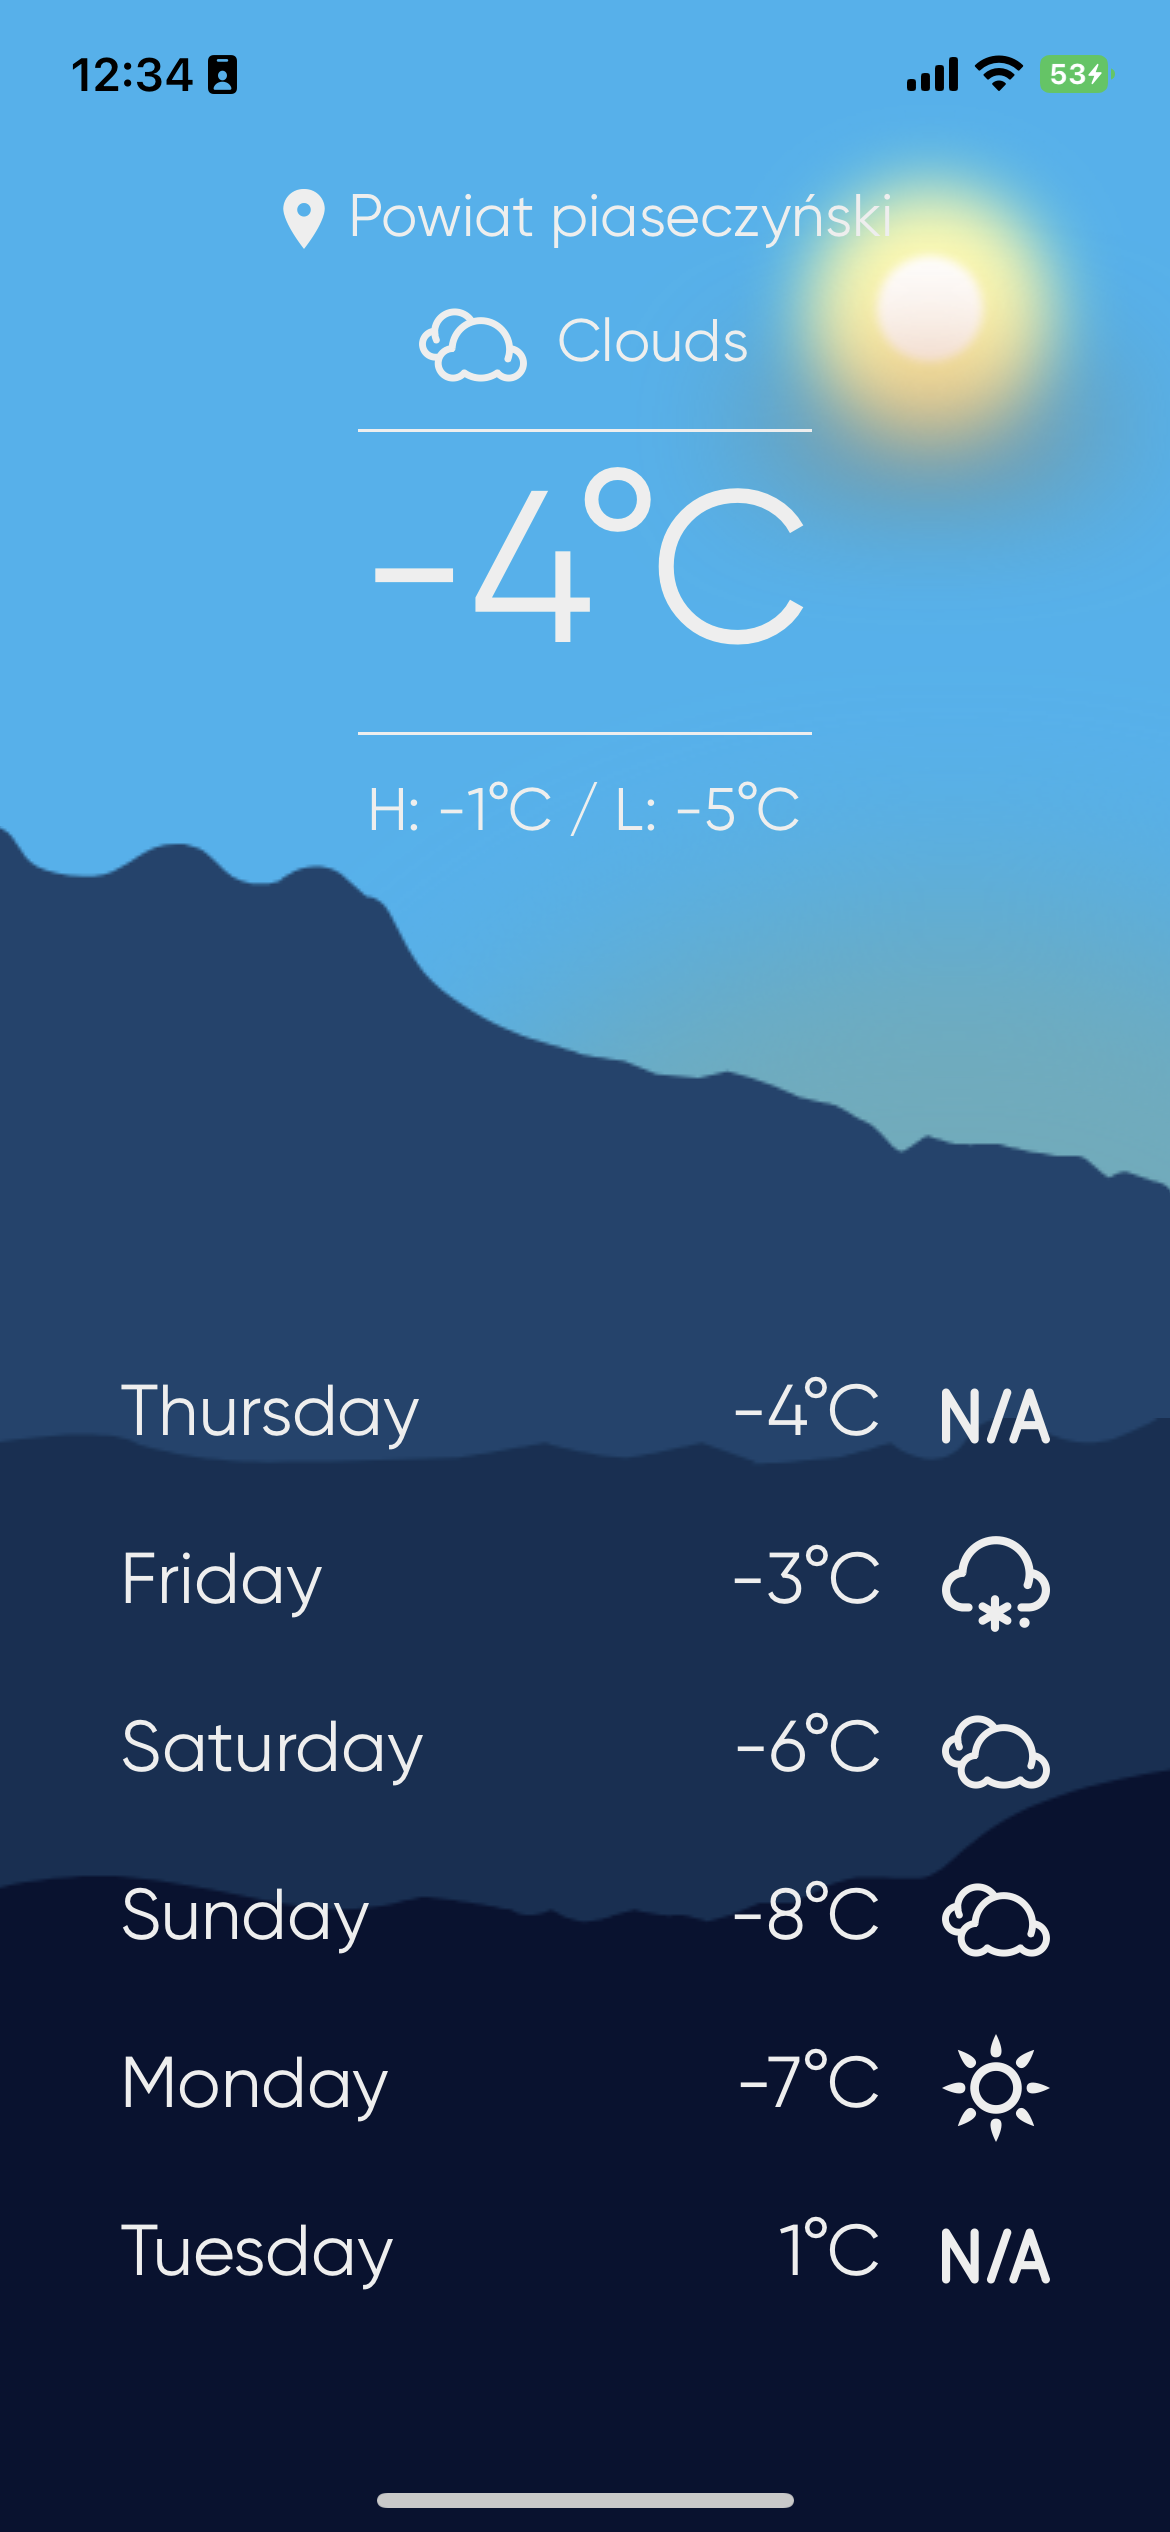 12:34
53
Powiat piaseczyński
Clouds
-4°C
H: -1°C / L: -5°C
Thursday -4°C N/A
Friday -3°C
Saturday -6°C
Sunday -8°C
Monday -7°C
Tuesday 1°C N/A